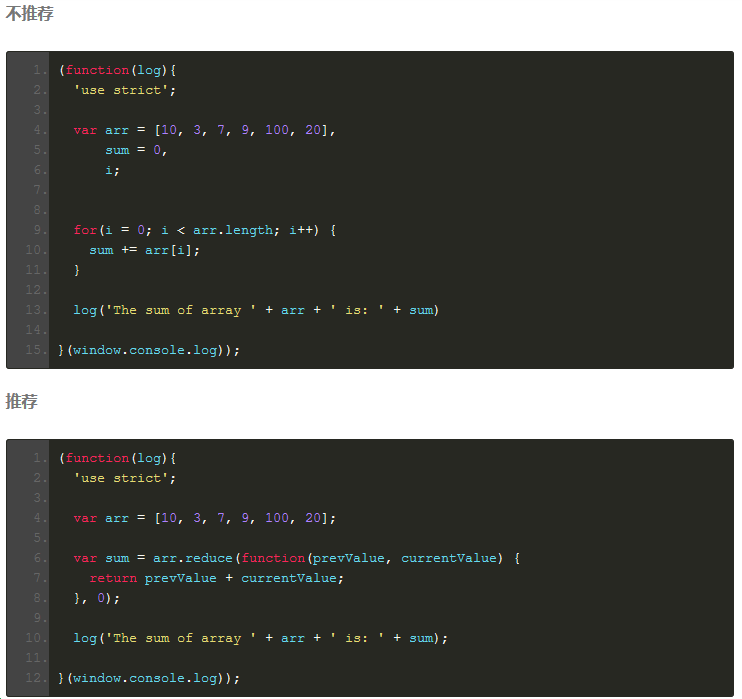 不推荐
1. (function(log){
2.   'use strict';
3.
4.   var arr = [10, 3, 7, 9, 100, 20],
5.       sum = 0,
6.       i;
7.
8.
9.   for(i = 0; i < arr.length; i++) {
10.     sum += arr[i];
11.   }
12.
13.   log('The sum of array ' + arr + ' is: ' + sum)
14.
15. }(window.console.log));
推荐
1. (function(log){
2.   'use strict';
3.
4.   var arr = [10, 3, 7, 9, 100, 20];
5.
6.   var sum = arr.reduce(function(prevValue, currentValue) {
7.     return prevValue + currentValue;
8.   }, 0);
9.
10.   log('The sum of array ' + arr + ' is: ' + sum);
11.
12. }(window.console.log));